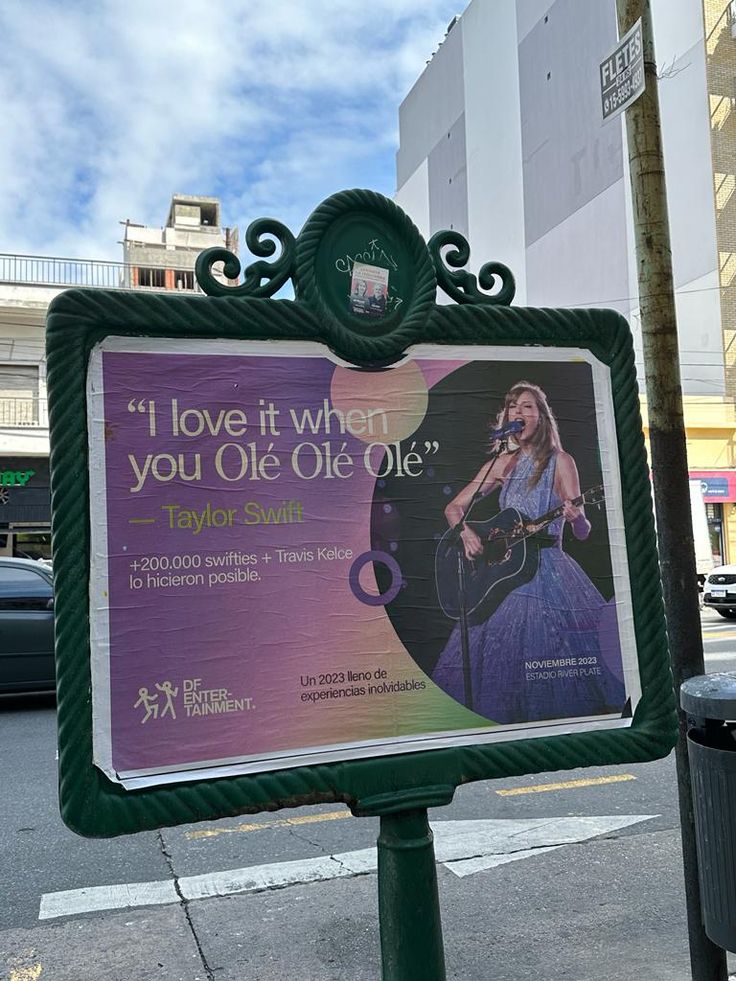 FLETES
“I love it when
you Olé Olé Olé”
— Taylor Swift
+200.000 swifties + Travis Kelce
lo hicieron posible.
DF
ENTER-
TAINMENT.
Un 2023 lleno de
experiencias inolvidables
NOVIEMBRE 2023
ESTADIO RIVER PLATE